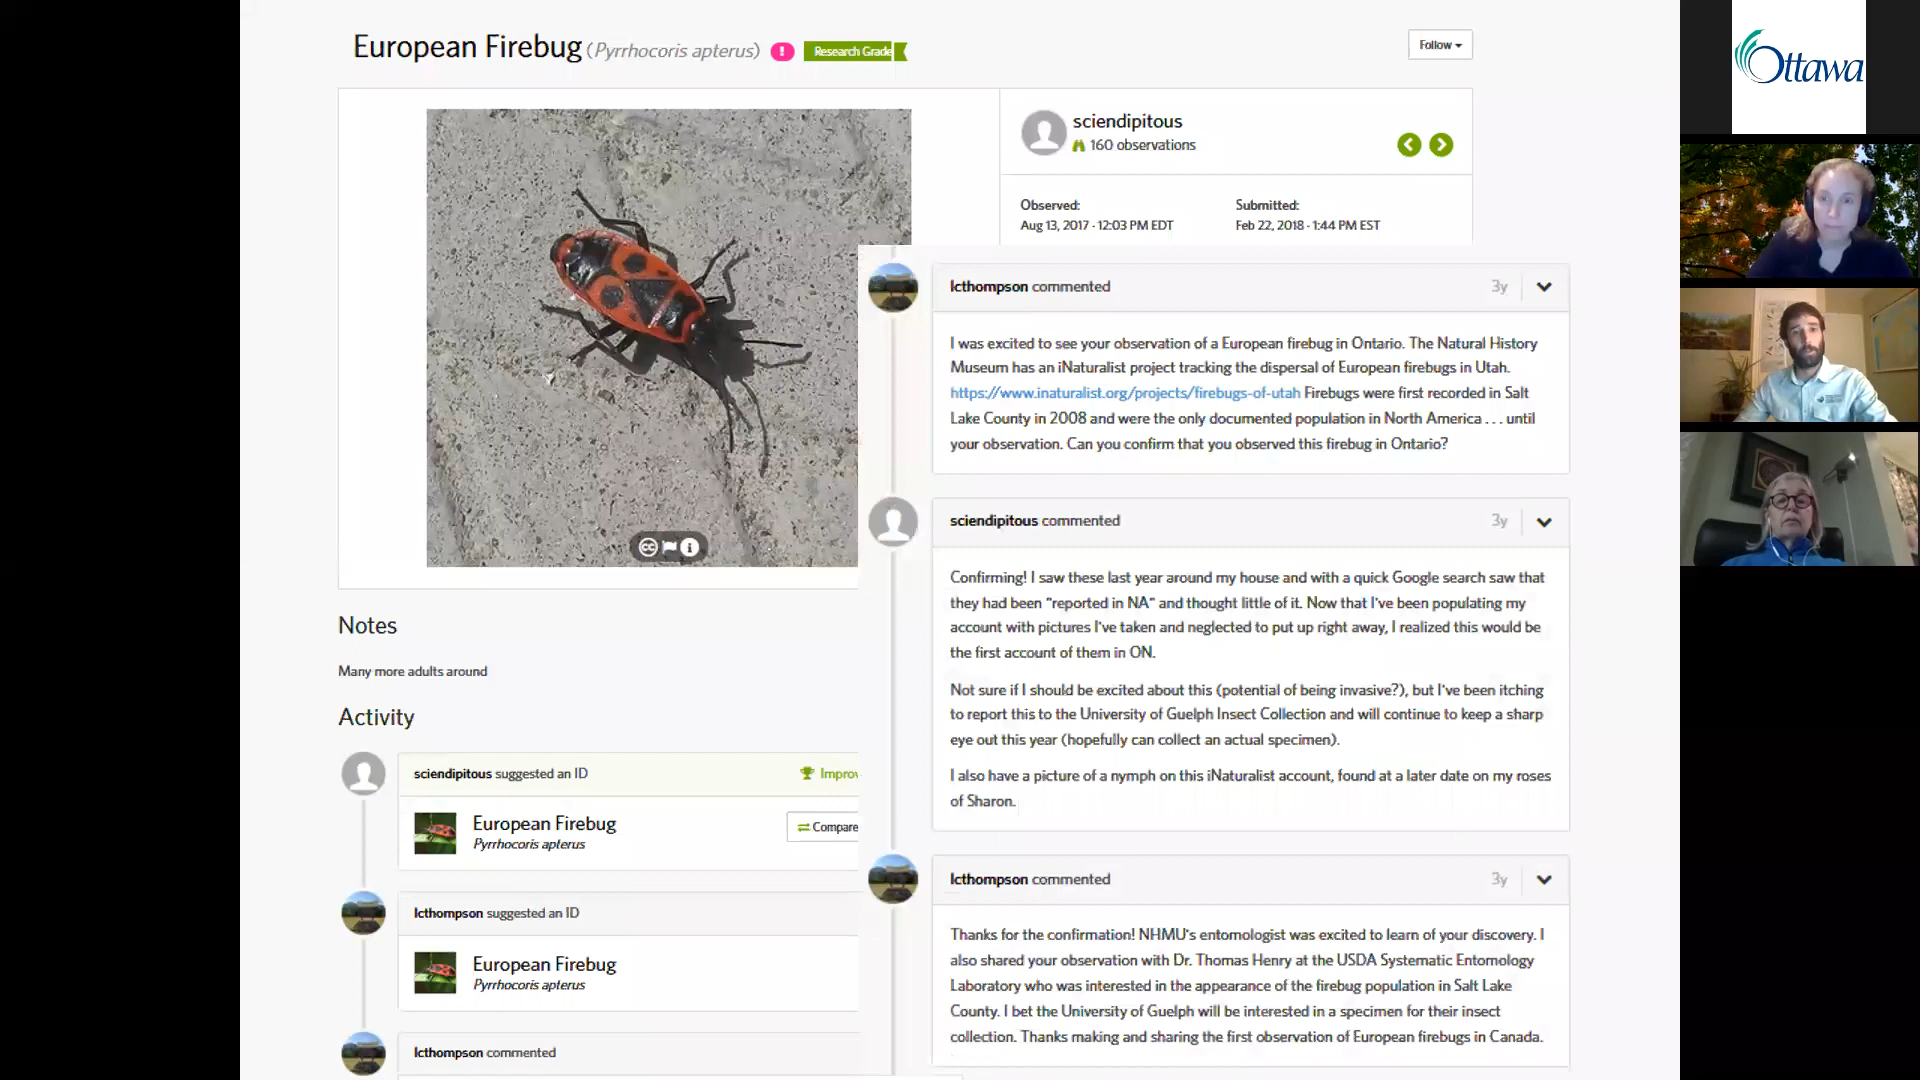 European Firebug (Pyrrhocoris apterus) ! Research Grade
Follow
sciendipitous
160 observations
Observed:
Aug 13, 2017 · 12:03 PM EDT
Submitted:
Feb 22, 2018 · 1:44 PM EST
Notes
Many more adults around
Activity
sciendipitous suggested an ID
Improv
European Firebug
Compare
Pyrrhocoris apterus
lcthompson suggested an ID
European Firebug
Pyrrhocoris apterus
lcthompson commented
lcthompson commented 3y
I was excited to see your observation of a European firebug in Ontario. The Natural History
Museum has an iNaturalist project tracking the dispersal of European firebugs in Utah.
https://www.inaturalist.org/projects/firebugs-of-utah Firebugs were first recorded in Salt
Lake County in 2008 and were the only documented population in North America . . . until
your observation. Can you confirm that you observed this firebug in Ontario?
sciendipitous commented 3y
Confirming! I saw these last year around my house and with a quick Google search saw that
they had been "reported in NA" and thought little of it. Now that I've been populating my
account with pictures I've taken and neglected to put up right away, I realized this would be
the first account of them in ON.
Not sure if I should be excited about this (potential of being invasive?), but I've been itching
to report this to the University of Guelph Insect Collection and will continue to keep a sharp
eye out this year (hopefully can collect an actual specimen).
I also have a picture of a nymph on this iNaturalist account, found at a later date on my roses
of Sharon.
lcthompson commented 3y
Thanks for the confirmation! NHMU's entomologist was excited to learn of your discovery. I
also shared your observation with Dr. Thomas Henry at the USDA Systematic Entomology
Laboratory who was interested in the appearance of the firebug population in Salt Lake
County. I bet the University of Guelph will be interested in a specimen for their insect
collection. Thanks making and sharing the first observation of European firebugs in Canada.
Ottawa